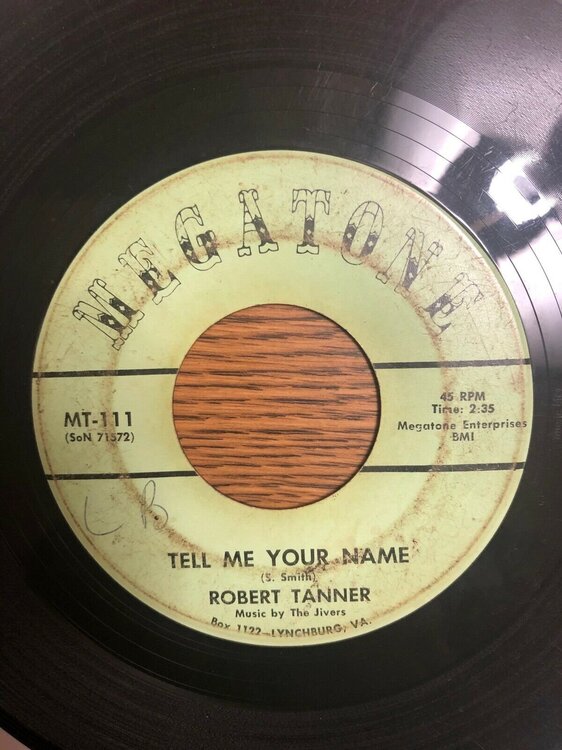 MEGATONE
MT-111
(SoN 71572)
45 RPM
Time: 2:35
Megatone Enterprises
BMI
L B
TELL ME YOUR NAME
(S. Smith)
ROBERT TANNER
Music by The Jivers
Box 1122—LYNCHBURG, VA.